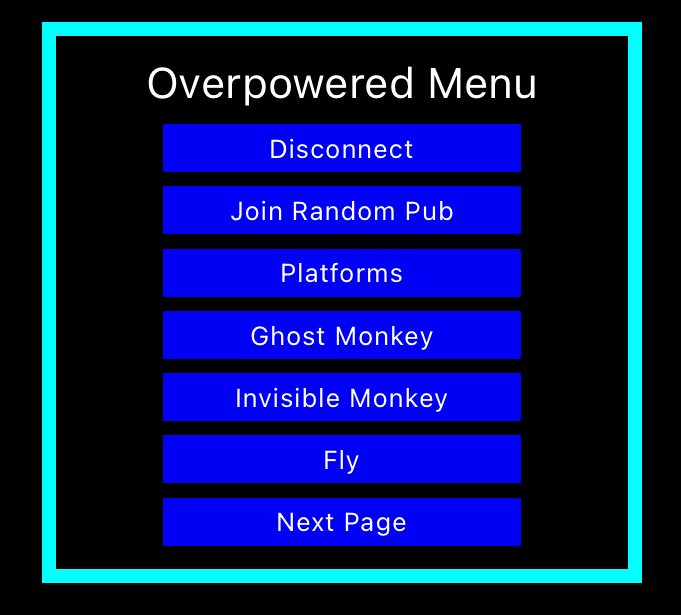 Overpowered Menu
Disconnect
Join Random Pub
Platforms
Ghost Monkey
Invisible Monkey
Fly
Next Page